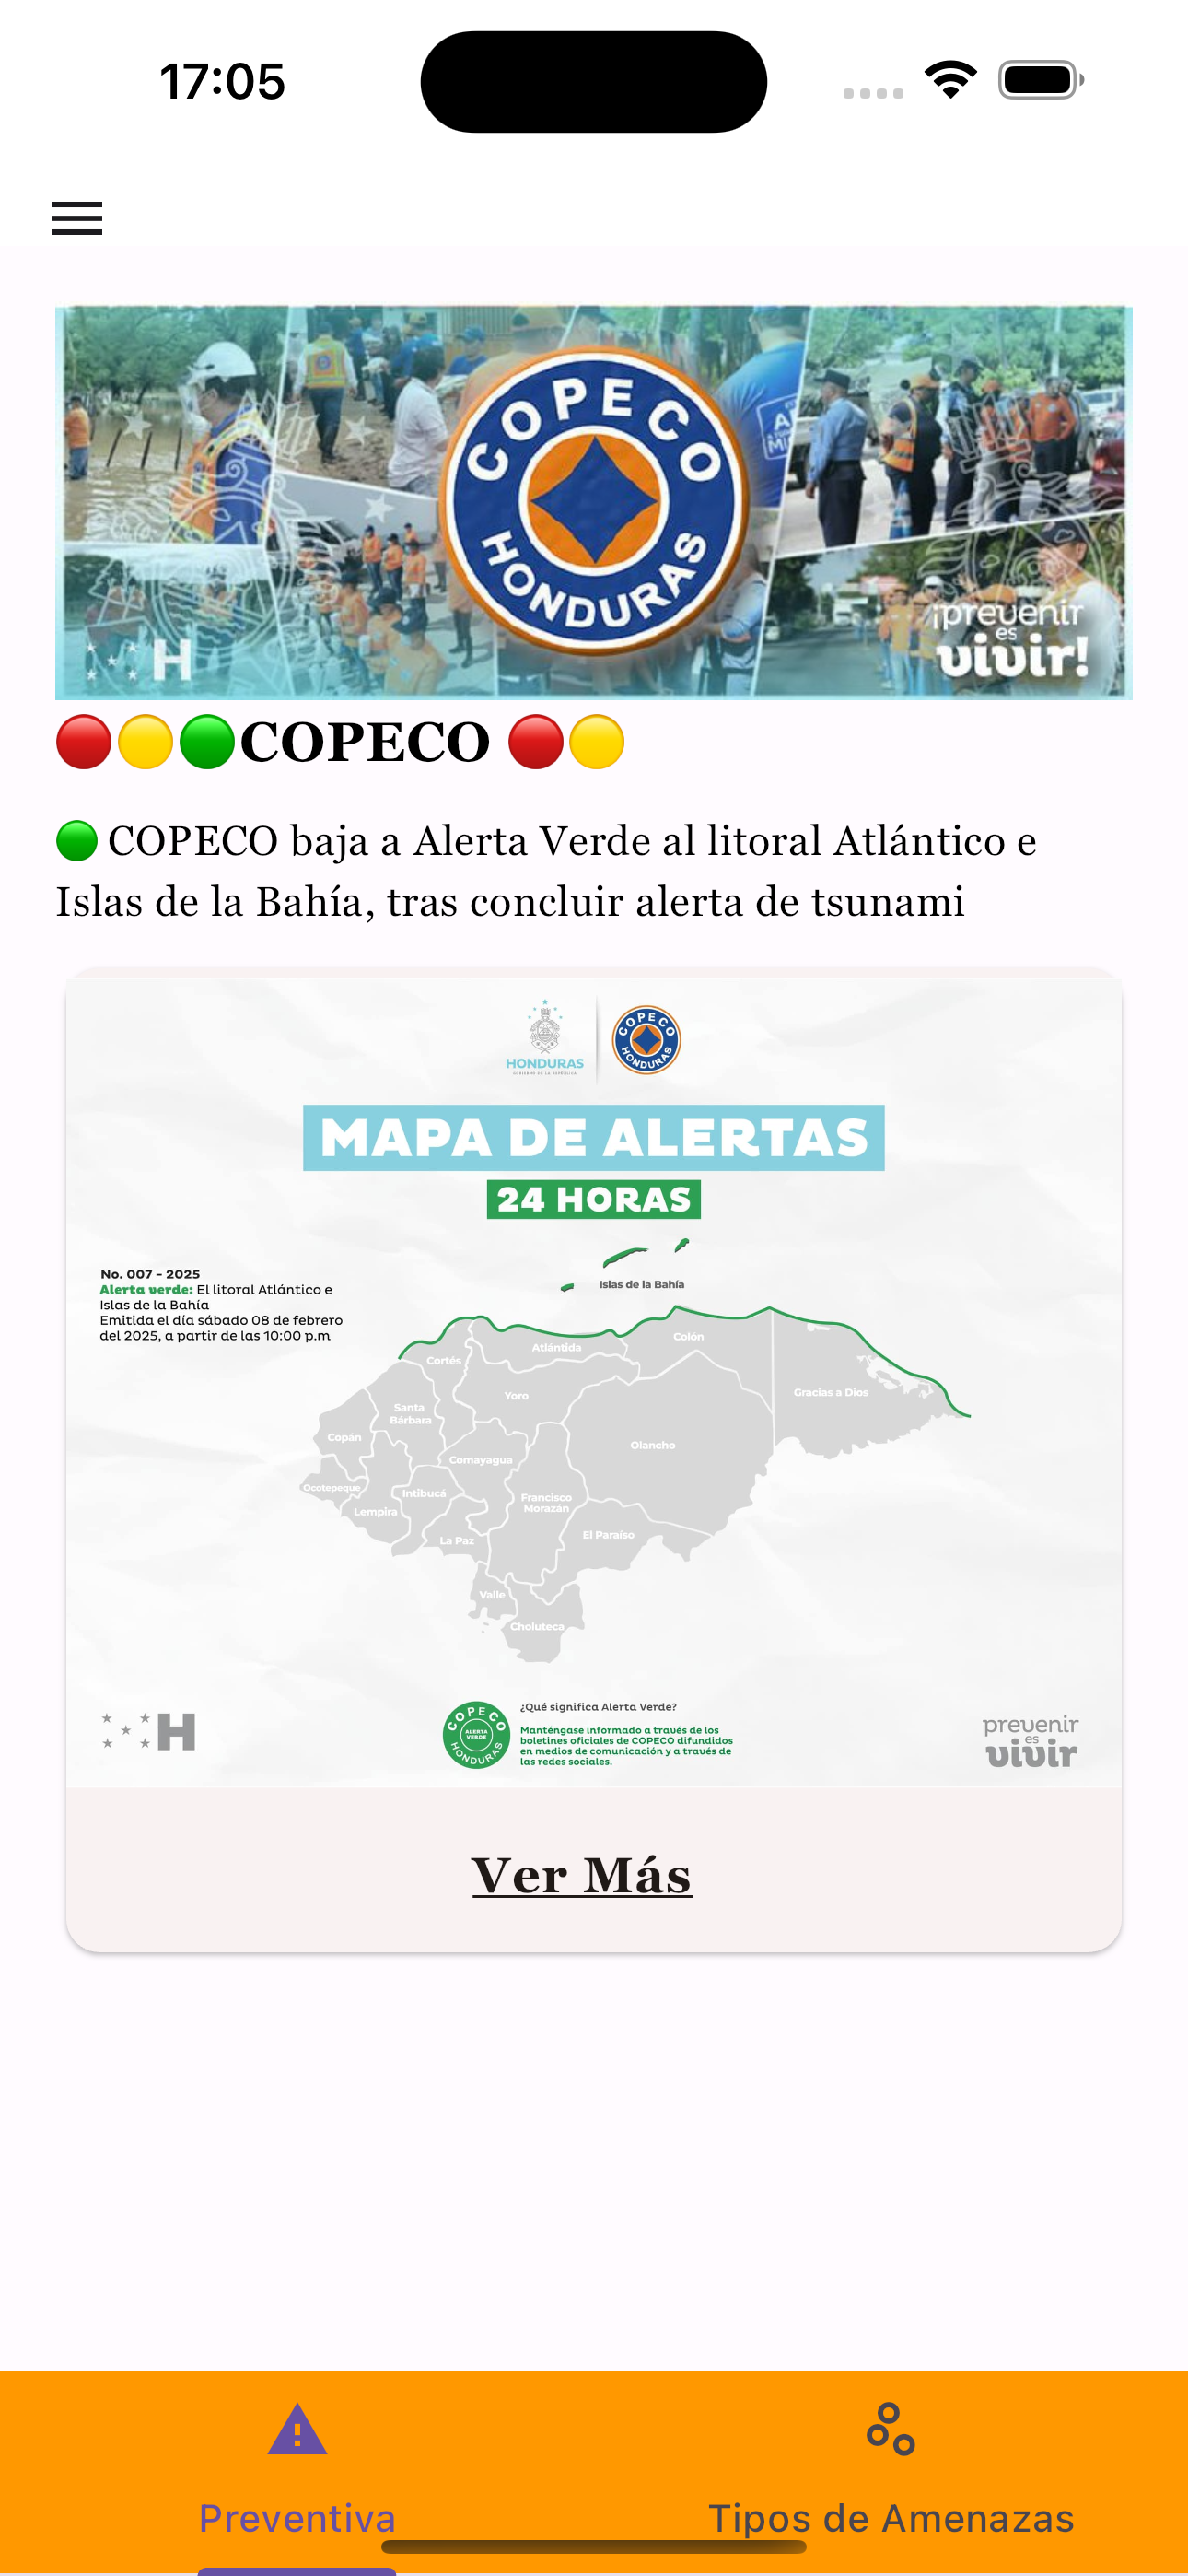 17:05
COPECO
HONDURAS
¡prevenir
es
vivir!
H
🔴🟡🟢COPECO 🔴🟡
🟢 COPECO baja a Alerta Verde al litoral Atlántico e
Islas de la Bahía, tras concluir alerta de tsunami
HONDURAS
GOBIERNO DE LA REPÚBLICA
COPECO
HONDURAS
MAPA DE ALERTAS
24 HORAS
No. 007 - 2025
Alerta verde: El litoral Atlántico e
Islas de la Bahía
Emitida el día sábado 08 de febrero
del 2025, a partir de las 10:00 p.m
Islas de la Bahía
Colón
Atlántida
Cortés
Gracias a Dios
Yoro
Santa
Bárbara
Copán
Olancho
Comayagua
Ocotepeque
Intibucá
Francisco
Morazán
Lempira
El Paraíso
La Paz
Valle
Choluteca
H
COPECO
ALERTA
VERDE
HONDURAS
¿Qué significa Alerta Verde?
Manténgase informado a través de los
boletines oficiales de COPECO difundidos
en medios de comunicación y a través de
las redes sociales.
prevenir
es
vivir
Ver Más
Preventiva
Tipos de Amenazas